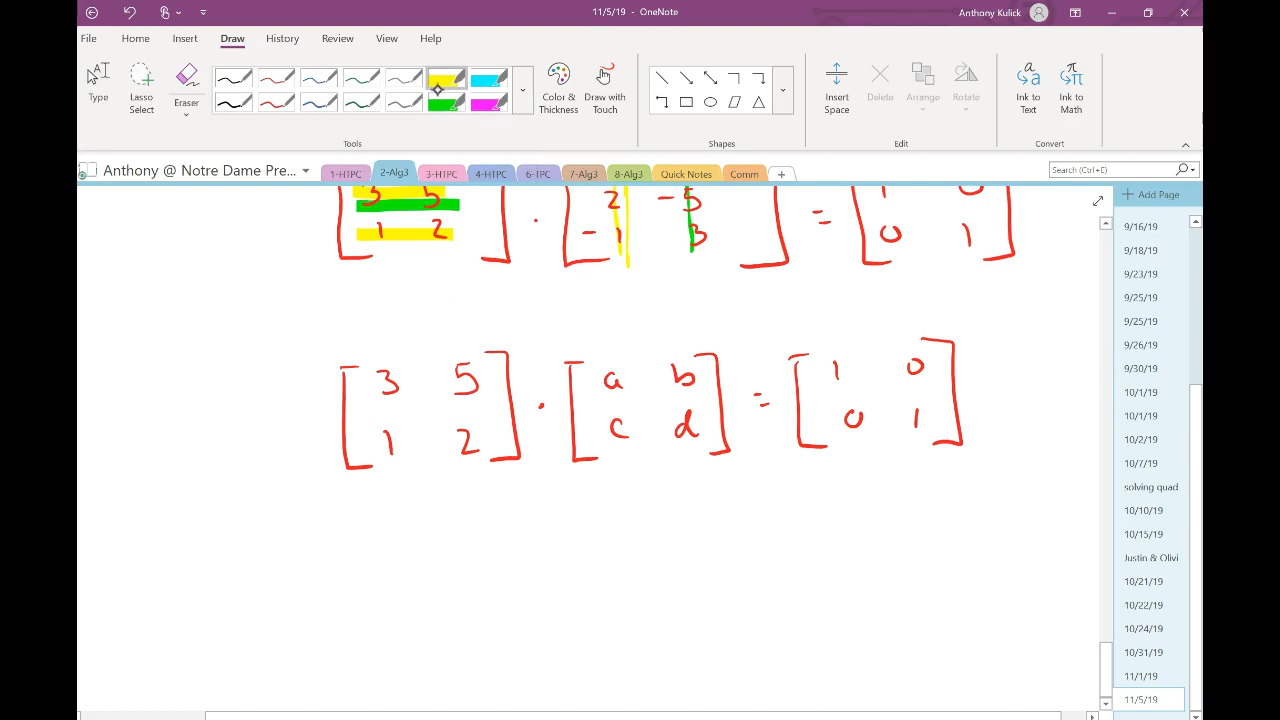 11/5/19 - OneNote
Anthony Kulick
File Home Insert Draw History Review View Help
Type
Lasso Select
Eraser
Color & Thickness
Draw with Touch
Insert Space
Delete
Arrange
Rotate
Ink to Text
Ink to Math
Tools
Shapes
Edit
Convert
Anthony @ Notre Dame Pre...
1-HTPC 2-Alg3 3-HTPC 4-HTPC 6-TPC 7-Alg3 8-Alg3 Quick Notes Comm +
Search (Ctrl+E)
+ Add Page
9/16/19
9/18/19
9/23/19
9/25/19
9/25/19
9/26/19
9/30/19
10/1/19
10/1/19
10/2/19
10/7/19
solving quad
10/10/19
10/15/19
Justin & Olivi
10/21/19
10/22/19
10/24/19
10/31/19
11/1/19
11/5/19
3 5 2 -5 1 0
1 2 · -1 3 = 0 1
3 5 a b 1 0
· =
1 2 c d 0 1